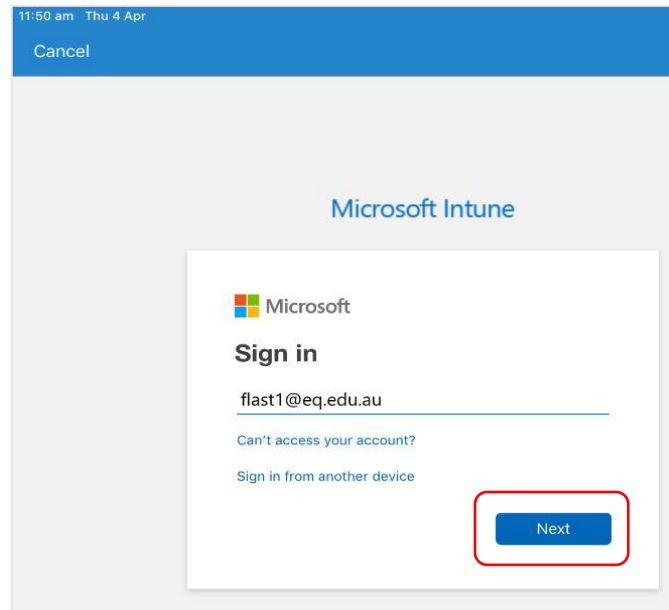 11:50 am Thu 4 Apr
Cancel
Microsoft Intune
Microsoft
Sign in
flast1@eq.edu.au
Can't access your account?
Sign in from another device
Next